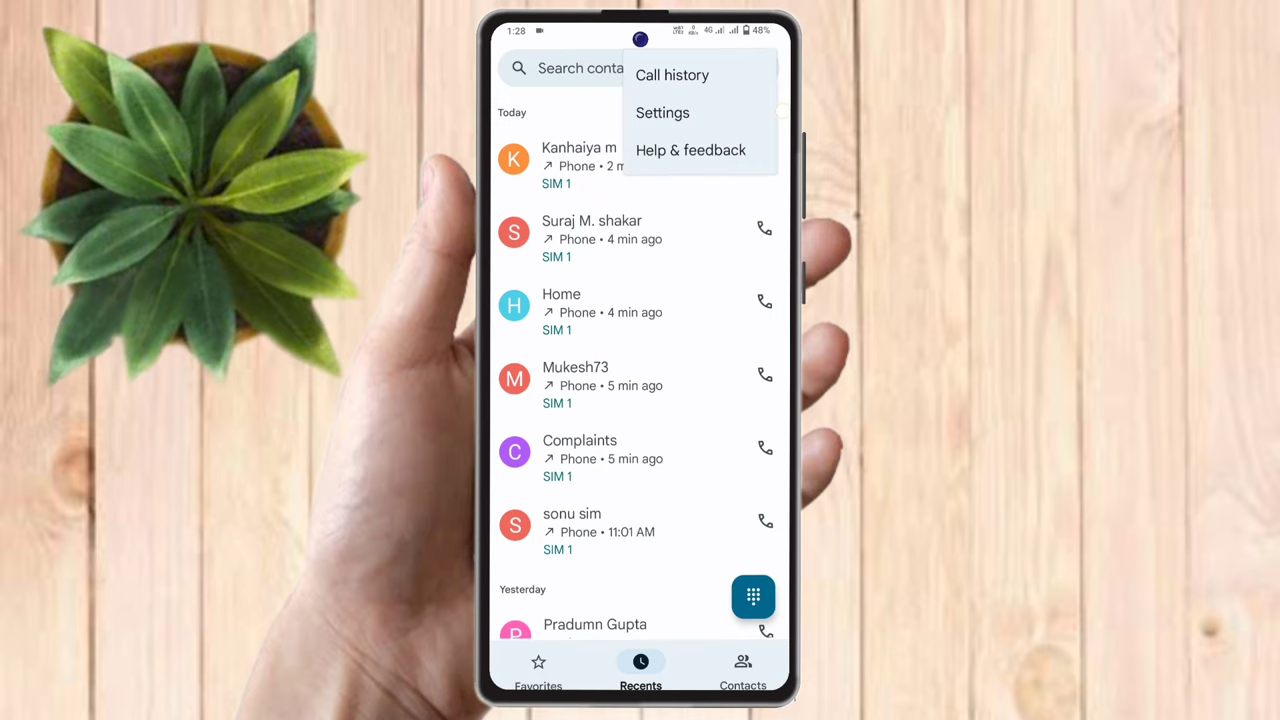 1:28
4G
48%
Search conta
Call history
Settings
Help & feedback
Today
K
Kanhaiya m
Phone • 2 m
SIM 1
S
Suraj M. shakar
Phone • 4 min ago
SIM 1
H
Home
Phone • 4 min ago
SIM 1
M
Mukesh73
Phone • 5 min ago
SIM 1
C
Complaints
Phone • 5 min ago
SIM 1
S
sonu sim
Phone • 11:01 AM
SIM 1
Yesterday
P
Pradumn Gupta
Favorites
Recents
Contacts